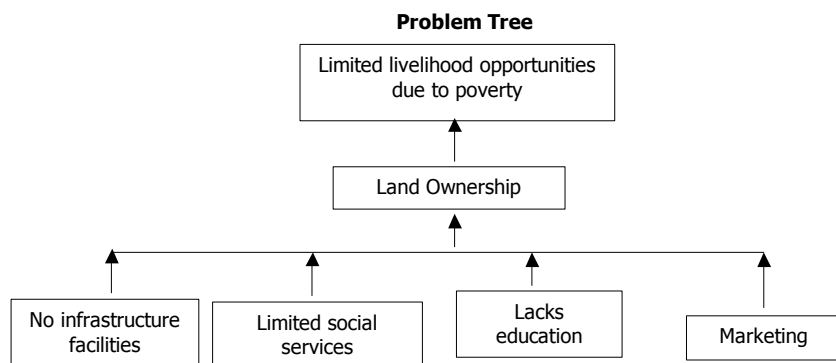 Problem Tree
Limited livelihood opportunities
due to poverty
Land Ownership
No infrastructure
facilities
Limited social
services
Lacks
education
Marketing